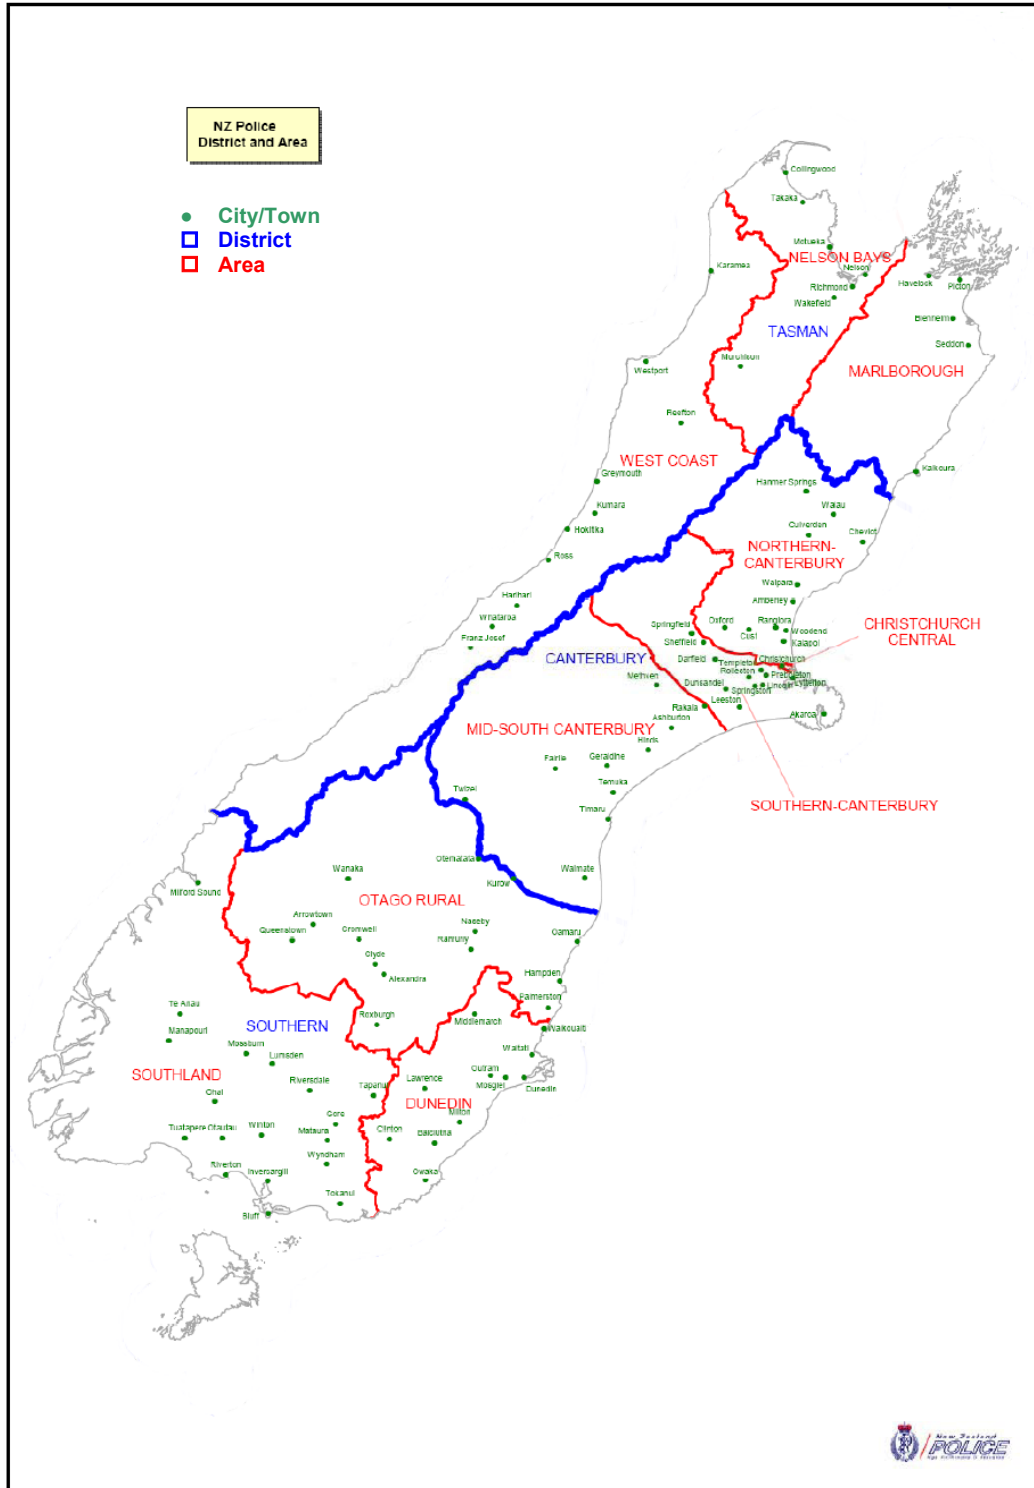 NZ Police
District and Area
City/Town
District
Area
Collingwood
Takaka
Motueka
NELSON BAYS
Nelson
Karamea
Richmond
Havelock
Picton
Wakefield
Blenheim
TASMAN
Seddon
Murchison
Westport
MARLBOROUGH
Reefton
WEST COAST
Greymouth
Kaikoura
Hanmer Springs
Kumara
Waiau
Hokitika
Culverden
Cheviot
NORTHERN-
CANTERBURY
Ross
Waipara
Harihari
Amberley
Whataroa
Springfield
Oxford
Rangiora
CHRISTCHURCH
CENTRAL
Franz Josef
Sheffield
Cust
Woodend
Kaiapoi
CANTERBURY
Darfield
Templeton
Christchurch
Rolleston
Prebbleton
Methven
Dunsandel
Lincoln
Lyttelton
Springston
Leeston
Rakaia
Akaroa
Ashburton
MID-SOUTH CANTERBURY
Hinds
Fairlie
Geraldine
Temuka
Twizel
SOUTHERN-CANTERBURY
Timaru
Otematata
Wanaka
Kurow
Waimate
Milford Sound
OTAGO RURAL
Arrowtown
Naseby
Queenstown
Cromwell
Ranfurly
Oamaru
Clyde
Alexandra
Hampden
Te Anau
Palmerston
Roxburgh
Middlemarch
SOUTHERN
Waikouaiti
Manapouri
Mossburn
Lumsden
Waitati
SOUTHLAND
Riversdale
Tapanui
Lawrence
Outram
Mosgiel
Dunedin
Ohai
DUNEDIN
Gore
Milton
Tuatapere
Otautau
Winton
Mataura
Clinton
Balclutha
Wyndham
Riverton
Invercargill
Owaka
Tokanui
Bluff
New Zealand
POLICE